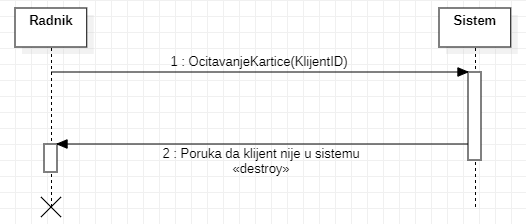 Radnik
Sistem
1 : OcitavanjeKartice(KlijentID)
2 : Poruka da klijent nije u sistemu
«destroy»